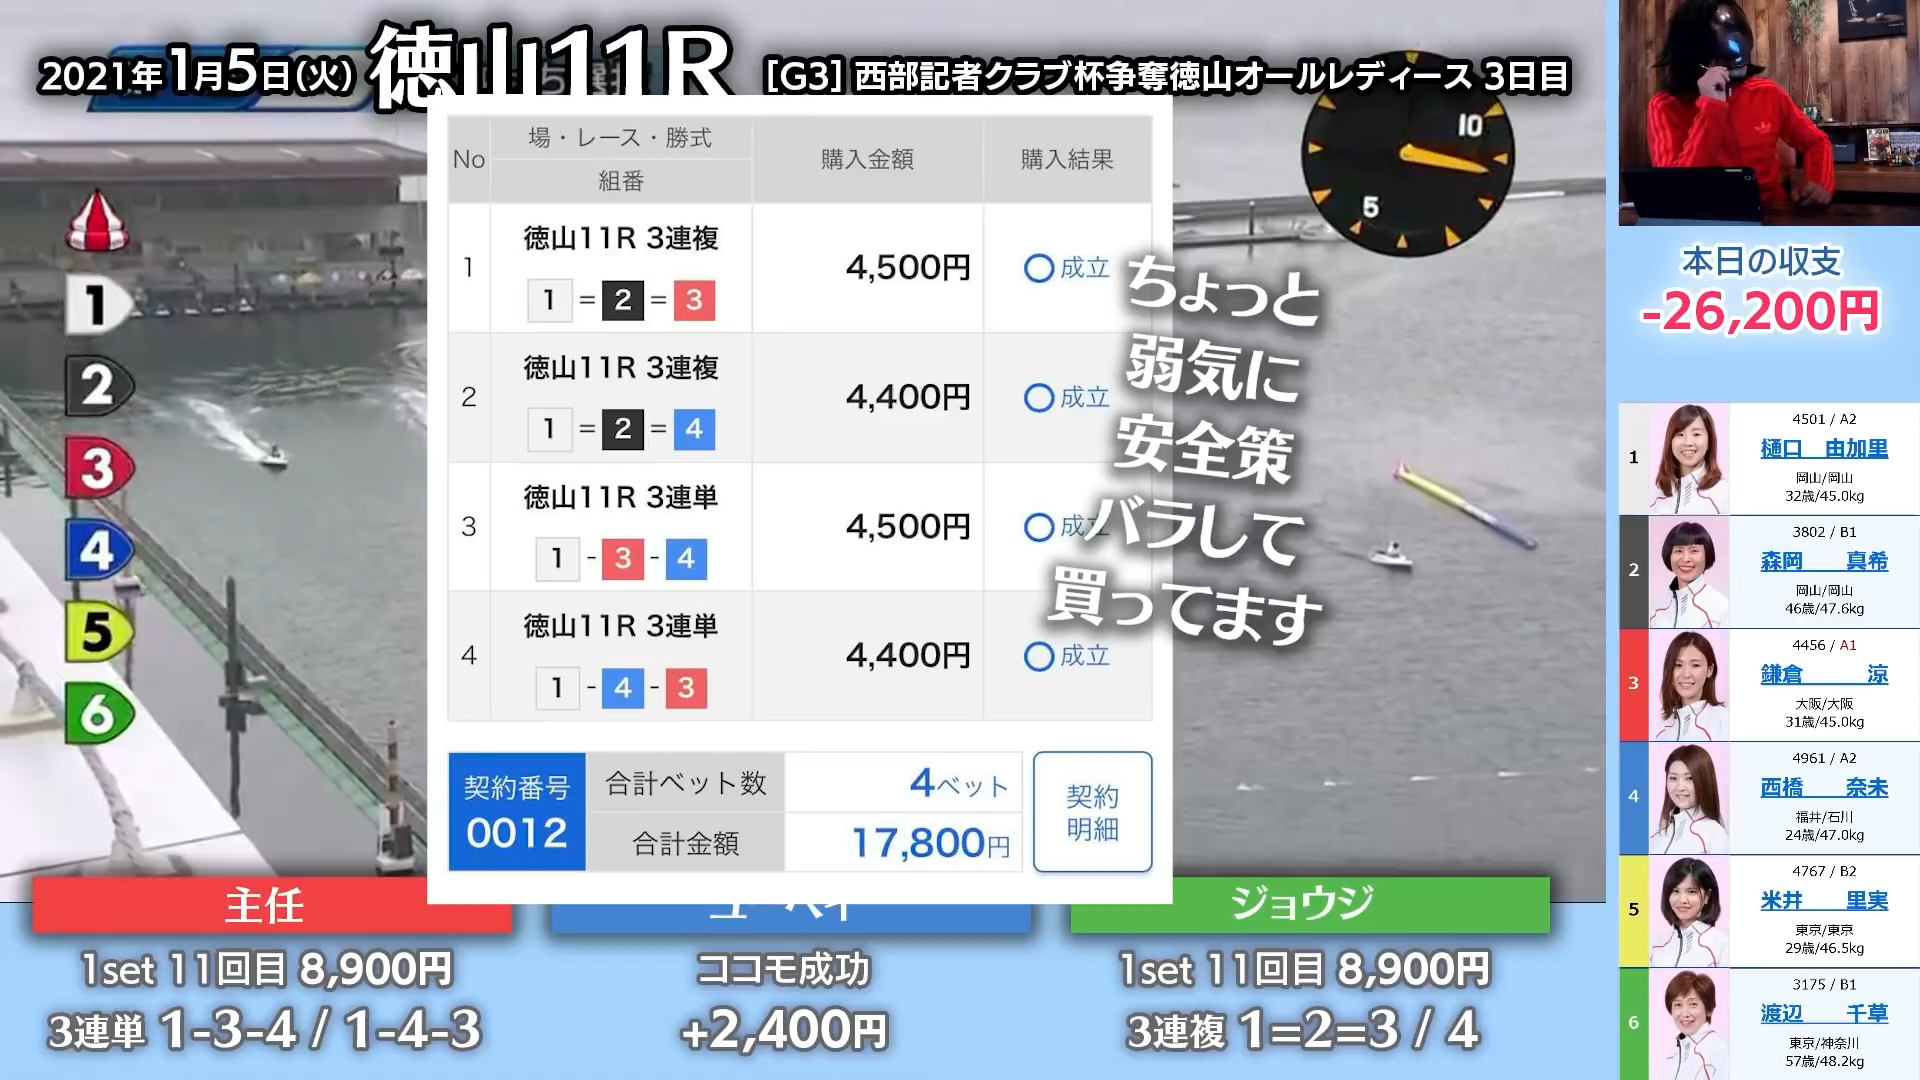 2021年1月5日(火) 徳山11R [G3] 西部記者クラブ杯争奪徳山オールレディース 3日目
1
2
3
4
5
6
No
場・レース・勝式
組番
購入金額
購入結果
1
徳山11R 3連複
1 = 2 = 3
4,500円
成立
2
徳山11R 3連複
1 = 2 = 4
4,400円
成立
3
徳山11R 3連単
1 - 3 - 4
4,500円
成立
4
徳山11R 3連単
1 - 4 - 3
4,400円
成立
契約番号
0012
合計ベット数
4ベット
合計金額
17,800円
契約
明細
ちょっと
弱気に
安全策
バラして
買ってます
10
5
主任
1set 11回目 8,900円
3連単 1-3-4 / 1-4-3
ココモ成功
+2,400円
ジョウジ
1set 11回目 8,900円
3連複 1=2=3 / 4
本日の収支
-26,200円
1
4501 / A2
樋口 由加里
岡山/岡山
32歳/45.0kg
2
3802 / B1
森岡 真希
岡山/岡山
46歳/47.6kg
3
4456 / A1
鎌倉 涼
大阪/大阪
31歳/45.0kg
4
4961 / A2
西橋 奈未
福井/石川
24歳/47.0kg
5
4767 / B2
米井 里実
東京/東京
29歳/46.5kg
6
3175 / B1
渡辺 千草
東京/神奈川
57歳/48.2kg